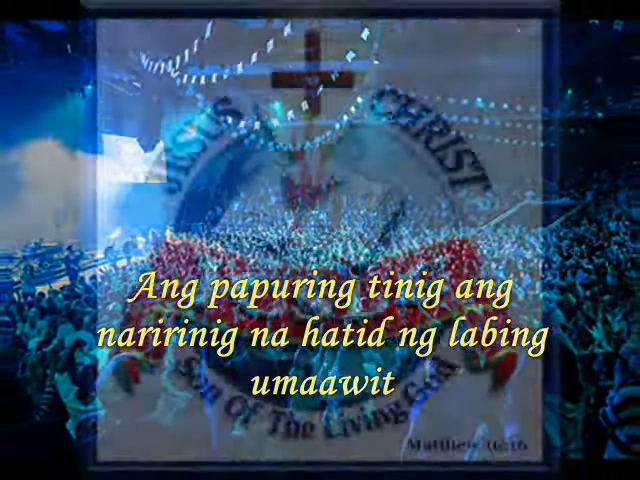 JESUS CHRIST
Ang papuring tinig ang
naririnig na hatid ng labing
umaawit
Son Of The Living God
Matthew 16:16